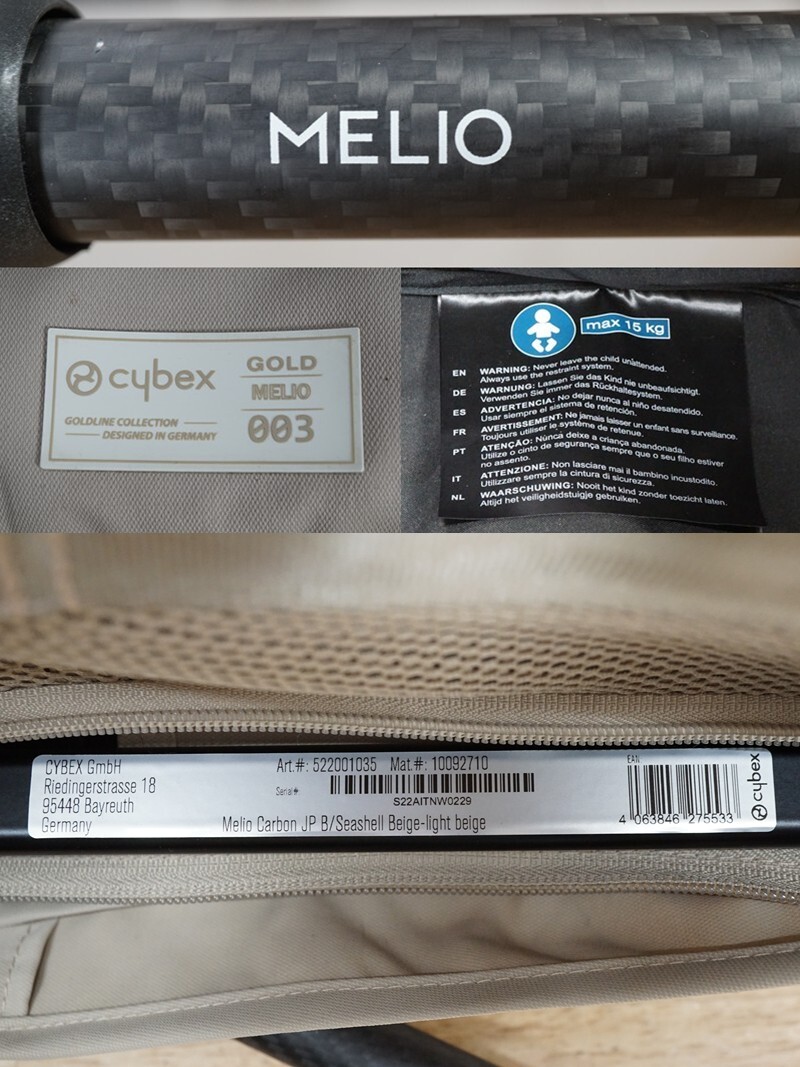 MELIO
cybex
GOLD
MELIO
003
GOLDLINE COLLECTION
DESIGNED IN GERMANY
max 15 kg
EN WARNING: Never leave the child unattended.
Always use the restraint system.
DE WARNUNG: Lassen Sie das Kind nie unbeaufsichtigt.
Verwenden Sie immer das Rückhaltesystem.
ES ADVERTENCIA: No dejar nunca al niño desatendido.
Usar siempre el sistema de retención.
FR AVERTISSEMENT: Ne jamais laisser un enfant sans surveillance.
Toujours utiliser le système de retenue.
PT ATENÇÃO: Nunca deixe a criança abandonada.
Utilize o cinto de segurança sempre que o seu filho estiver
no assento.
IT ATTENZIONE: Non lasciare mai il bambino incustodito.
Utilizzare sempre la cintura di sicurezza.
NL WAARSCHUWING: Nooit het kind zonder toezicht laten.
Altijd het veiligheidstuigje gebruiken.
CYBEX GmbH
Riedingerstrasse 18
95448 Bayreuth
Germany
Art.#: 522001035 Mat.#: 10092710
Serial#:
S22AITNW0229
Melio Carbon JP B/Seashell Beige-light beige
EAN
4 063846 275533
cybex